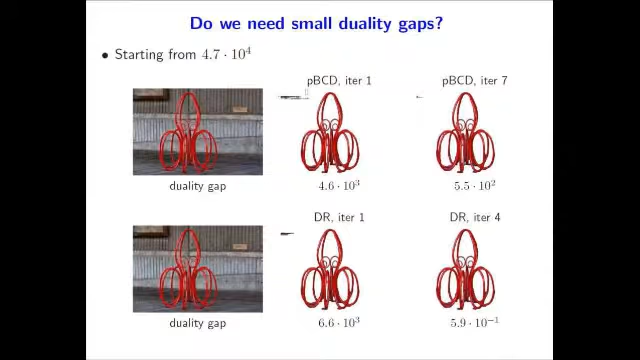 Do we need small duality gaps?
• Starting from 4.7 · 10⁴
pBCD, iter 1
pBCD, iter 7
duality gap
4.6 · 10³
5.5 · 10²
DR, iter 1
DR, iter 4
duality gap
6.6 · 10³
5.9 · 10⁻¹